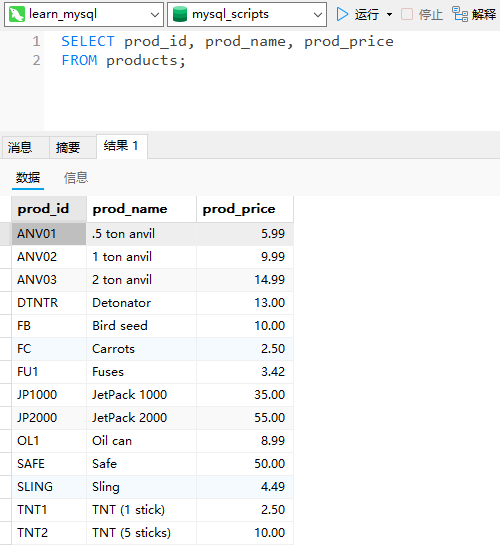 learn_mysql mysql_scripts 运行 停止 解释
1 SELECT prod_id, prod_name, prod_price
2 FROM products;
消息 摘要 结果 1
数据 信息
prod_id prod_name prod_price
ANV01 .5 ton anvil 5.99
ANV02 1 ton anvil 9.99
ANV03 2 ton anvil 14.99
DTNTR Detonator 13.00
FB Bird seed 10.00
FC Carrots 2.50
FU1 Fuses 3.42
JP1000 JetPack 1000 35.00
JP2000 JetPack 2000 55.00
OL1 Oil can 8.99
SAFE Safe 50.00
SLING Sling 4.49
TNT1 TNT (1 stick) 2.50
TNT2 TNT (5 sticks) 10.00